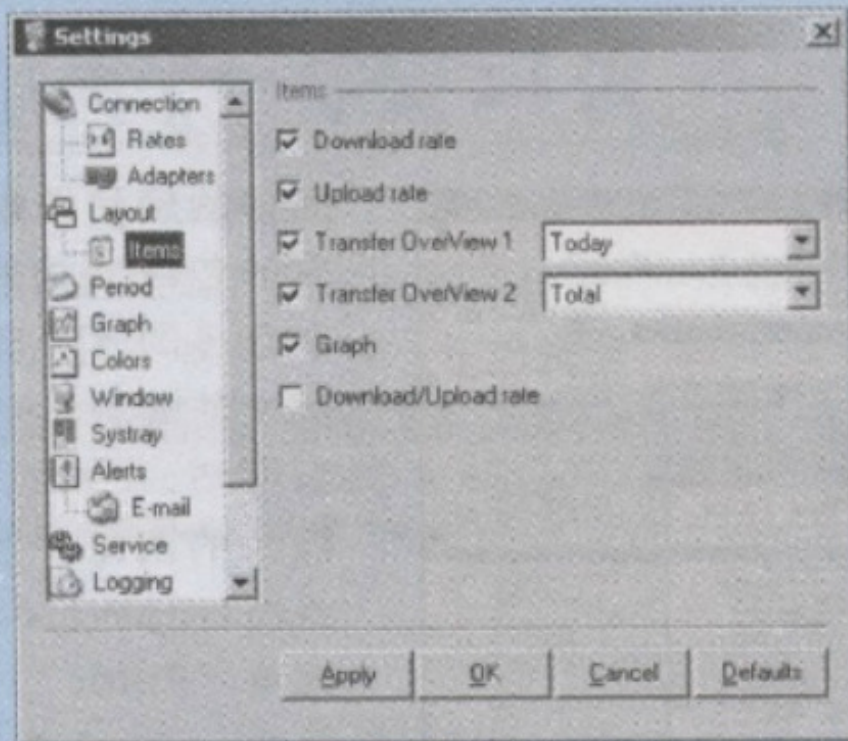 Settings
Connection
Rates
Adapters
Layout
Items
Period
Graph
Colors
Window
Systray
Alerts
E-mail
Service
Logging
Items
Download rate
Upload rate
Transfer OverView 1 Today
Transfer OverView 2 Total
Graph
Download/Upload rate
Apply OK Cancel Defaults